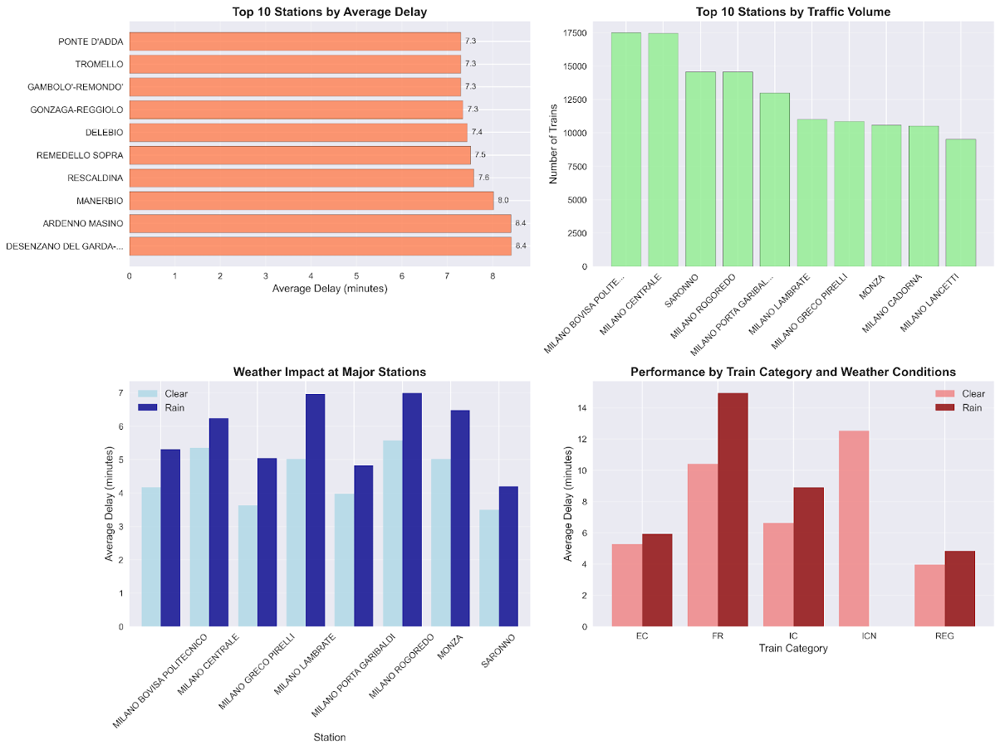 Top 10 Stations by Average Delay
PONTE D'ADDA
7.3
TROMELLO
7.3
GAMBOLO'-REMONDO'
7.3
GONZAGA-REGGIOLO
7.3
DELEBIO
7.4
REMEDELLO SOPRA
7.5
RESCALDINA
7.6
MANERBIO
8.0
ARDENNO MASINO
8.4
DESENZANO DEL GARDA-...
8.4
0 1 2 3 4 5 6 7 8
Average Delay (minutes)
Top 10 Stations by Traffic Volume
Number of Trains
17500
15000
12500
10000
7500
5000
2500
0
MILANO BOVISA POLITE...
MILANO CENTRALE
SARONNO
MILANO ROGOREDO
MILANO PORTA GARIBAL...
MILANO LAMBRATE
MILANO GRECO PIRELLI
MONZA
MILANO CADORNA
MILANO LANCETTI
Weather Impact at Major Stations
Clear
Rain
Average Delay (minutes)
7
6
5
4
3
2
1
0
MILANO BOVISA POLITECNICO
MILANO CENTRALE
MILANO GRECO PIRELLI
MILANO LAMBRATE
MILANO PORTA GARIBALDI
MILANO ROGOREDO
MONZA
SARONNO
Station
Performance by Train Category and Weather Conditions
Clear
Rain
Average Delay (minutes)
14
12
10
8
6
4
2
0
EC FR IC ICN REG
Train Category